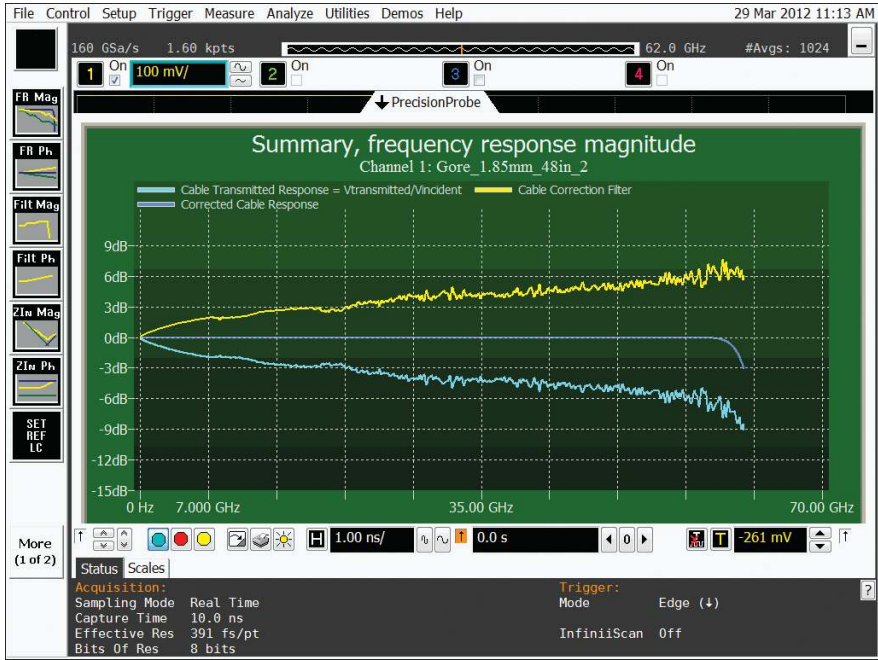 File Control Setup Trigger Measure Analyze Utilities Demos Help 29 Mar 2012 11:13 AM
160 GSa/s 1.60 kpts 62.0 GHz #Avgs: 1024
1 On 100 mV/ 2 On 3 On 4 On
PrecisionProbe
FR Mag
FR Ph
Filt Mag
Filt Ph
ZIN Mag
ZIN Ph
SET
REF
LC
More
(1 of 2)
Summary, frequency response magnitude
Channel 1: Gore_1.85mm_48in_2
Cable Transmitted Response = Vtransmitted/Vincident Cable Correction Filter
Corrected Cable Response
9dB
6dB
3dB
0dB
-3dB
-6dB
-9dB
-12dB
-15dB
0 Hz 7.000 GHz 35.00 GHz 70.00 GHz
H 1.00 ns/ T 0.0 s 0 T -261 mV T
Status Scales
Acquisition: Trigger: ?
Sampling Mode Real Time Mode Edge (↓)
Capture Time 10.0 ns
Effective Res 391 fs/pt InfiniiScan Off
Bits Of Res 8 bits